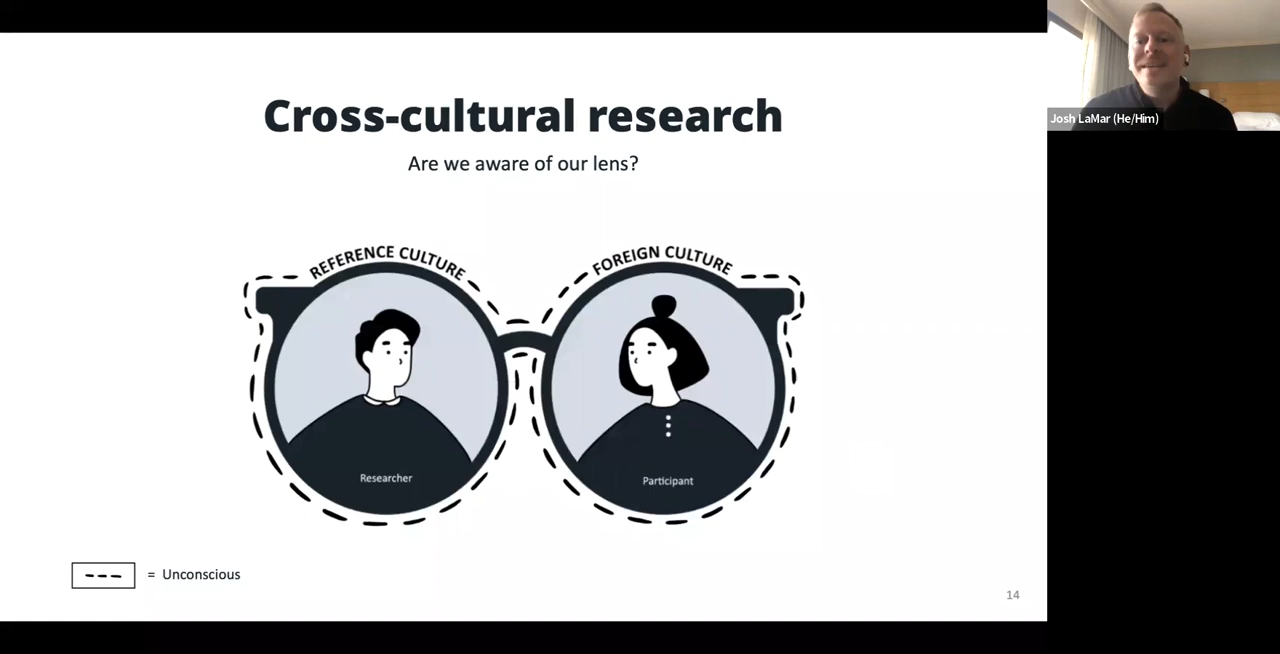 Cross-cultural research
Are we aware of our lens?
REFERENCE CULTURE
FOREIGN CULTURE
Researcher
Participant
= Unconscious
14
Josh LaMar (He/Him)